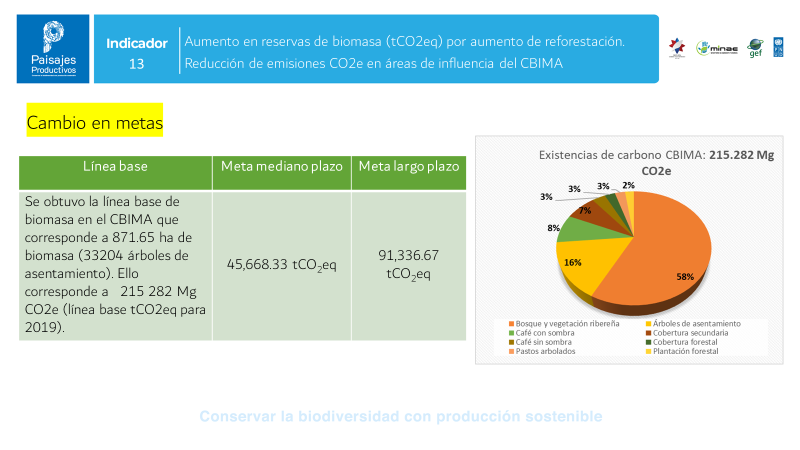 Paisajes
Productivos
Indicador
13
Aumento en reservas de biomasa (tCO2eq) por aumento de reforestación.
Reducción de emisiones CO2e en áreas de influencia del CBIMA
minae
gef
Cambio en metas
Línea base
Meta mediano plazo
Meta largo plazo
Se obtuvo la línea base de
biomasa en el CBIMA que
corresponde a 871.65 ha de
biomasa (33204 árboles de
asentamiento). Ello
corresponde a 215 282 Mg
CO2e (línea base tCO2eq para
2019).
45,668.33 tCO₂eq
91,336.67
tCO₂eq
Existencias de carbono CBIMA: 215.282 Mg
CO2e
58%
16%
8%
7%
3%
3%
3%
2%
Bosque y vegetación ribereña
Árboles de asentamiento
Café con sombra
Cobertura secundaria
Café sin sombra
Cobertura forestal
Pastos arbolados
Plantación forestal
Conservar la biodiversidad con producción sostenible